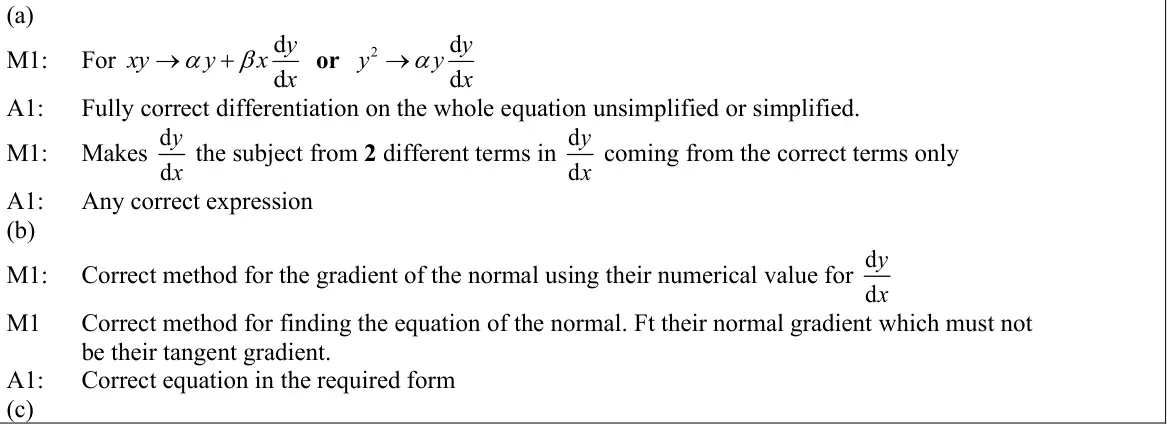 (a)
M1: For xy → αy + βx dy/dx or y² → αy dy/dx
A1: Fully correct differentiation on the whole equation unsimplified or simplified.
M1: Makes dy/dx the subject from 2 different terms in dy/dx coming from the correct terms only
A1: Any correct expression
(b)
M1: Correct method for the gradient of the normal using their numerical value for dy/dx
M1 Correct method for finding the equation of the normal. Ft their normal gradient which must not
be their tangent gradient.
A1: Correct equation in the required form
(c)